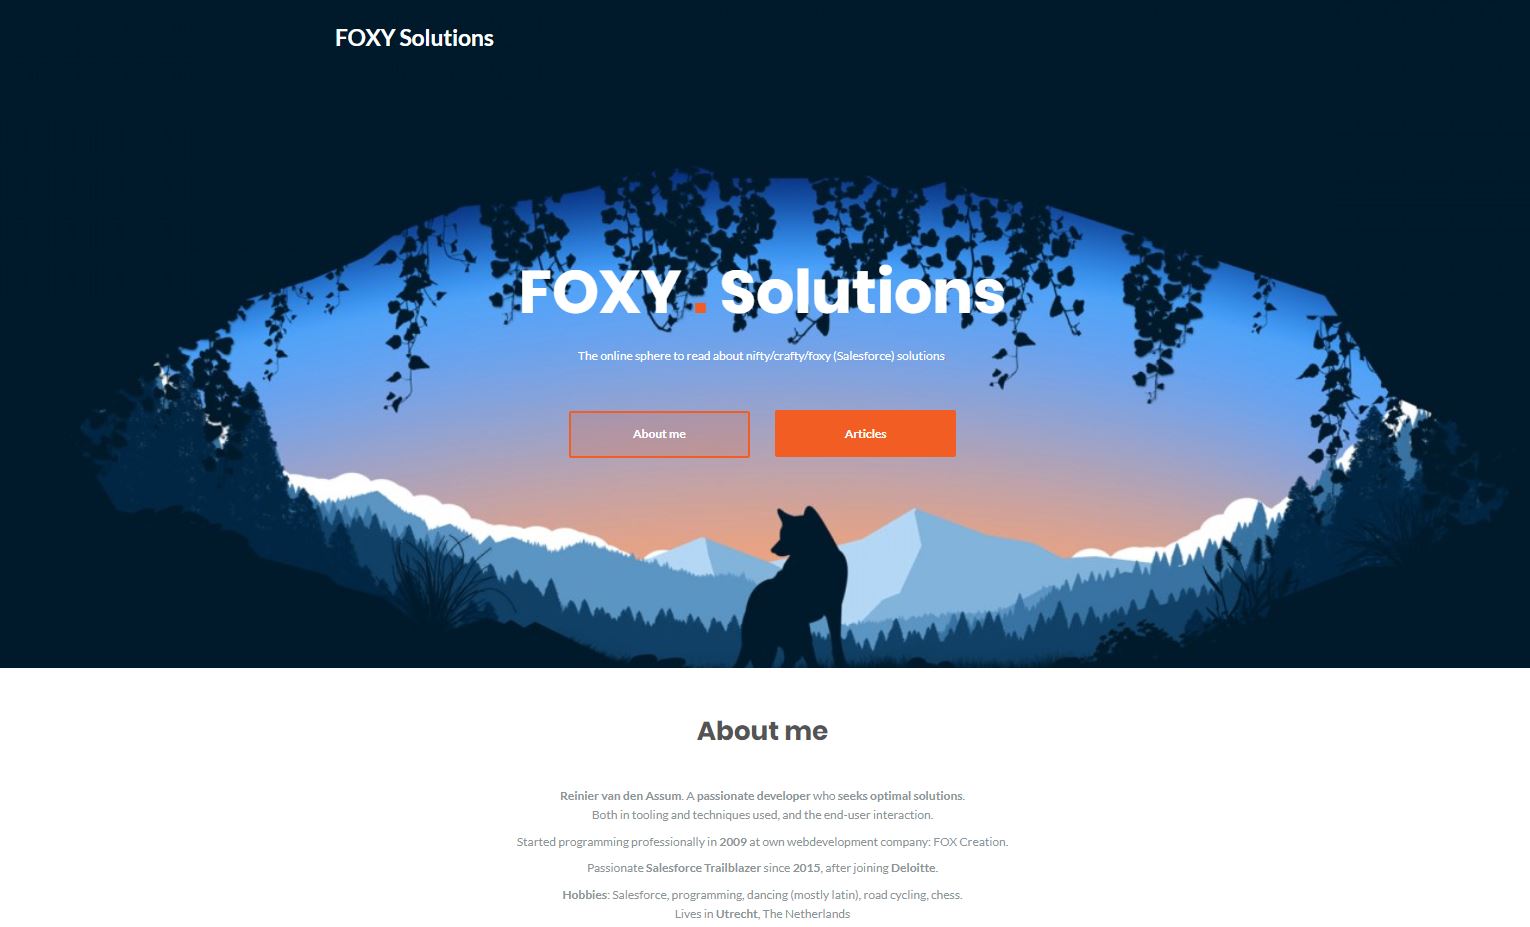 FOXY Solutions
FOXY . Solutions
The online sphere to read about nifty/crafty/foxy (Salesforce) solutions
About me
Articles
About me
Reinier van den Assum. A passionate developer who seeks optimal solutions.
Both in tooling and techniques used, and the end-user interaction.
Started programming professionally in 2009 at own webdevelopment company: FOX Creation.
Passionate Salesforce Trailblazer since 2015, after joining Deloitte.
Hobbies: Salesforce, programming, dancing (mostly latin), road cycling, chess.
Lives in Utrecht, The Netherlands